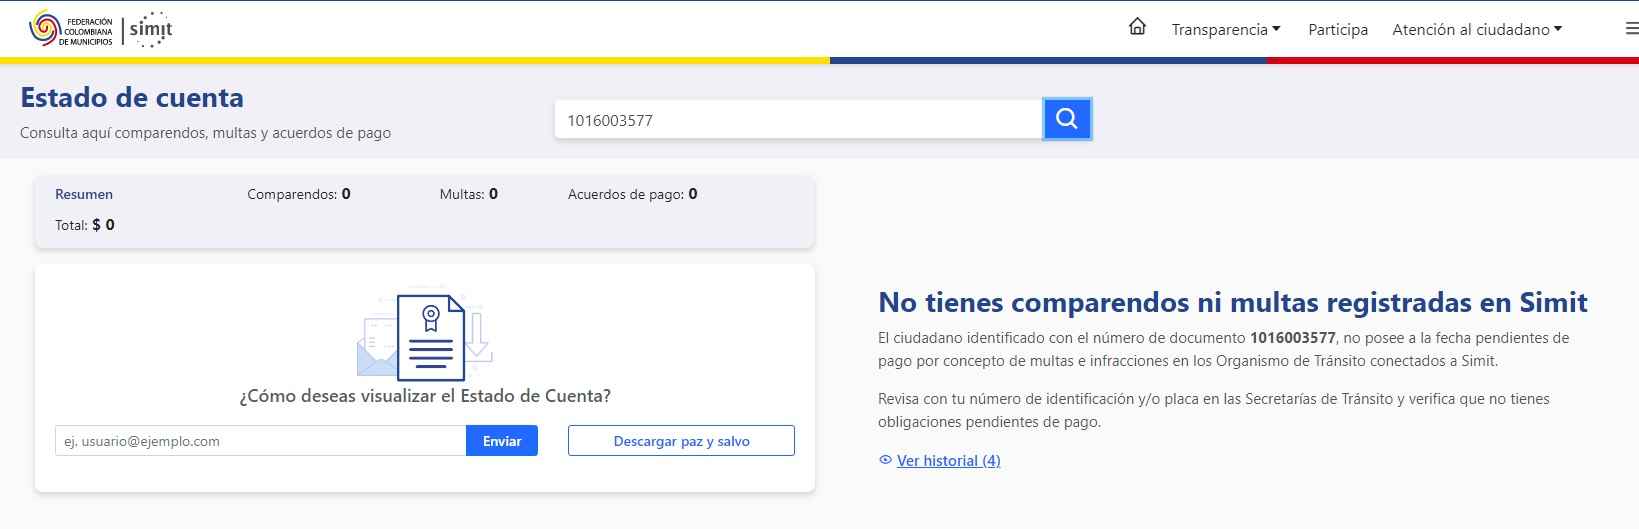 FEDERACIÓN
COLOMBIANA
DE MUNICIPIOS
simit
Transparencia
Participa
Atención al ciudadano
Estado de cuenta
Consulta aquí comparendos, multas y acuerdos de pago
1016003577
Resumen
Comparendos: 0
Multas: 0
Acuerdos de pago: 0
Total: $ 0
¿Cómo deseas visualizar el Estado de Cuenta?
ej. usuario@ejemplo.com
Enviar
Descargar paz y salvo
No tienes comparendos ni multas registradas en Simit
El ciudadano identificado con el número de documento 1016003577, no posee a la fecha pendientes de
pago por concepto de multas e infracciones en los Organismo de Tránsito conectados a Simit.
Revisa con tu número de identificación y/o placa en las Secretarías de Tránsito y verifica que no tienes
obligaciones pendientes de pago.
Ver historial (4)